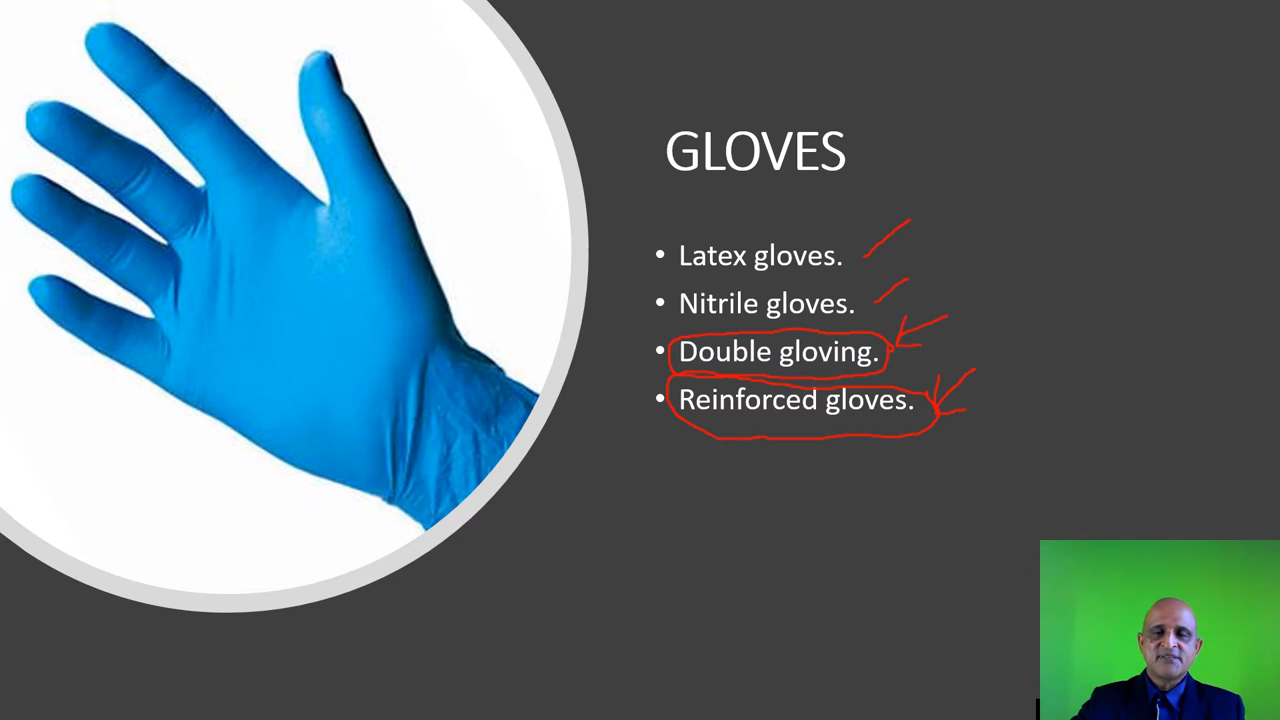 GLOVES
• Latex gloves.
• Nitrile gloves.
• Double gloving.
• Reinforced gloves.